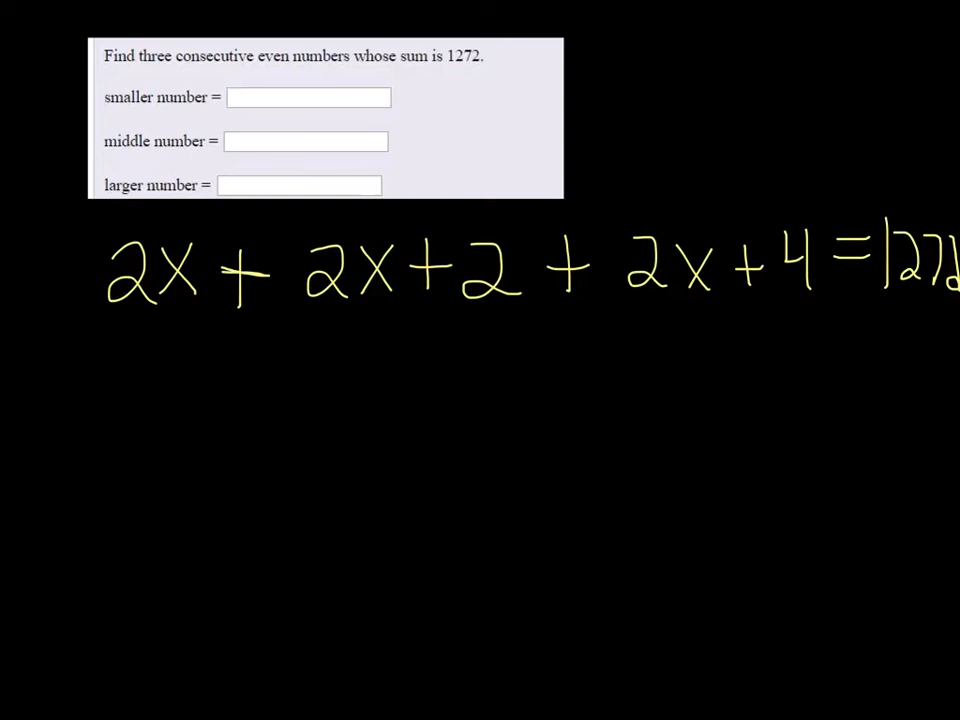 Find three consecutive even numbers whose sum is 1272.
smaller number =
middle number =
larger number =
2x + 2x+2 + 2x+4 =1272